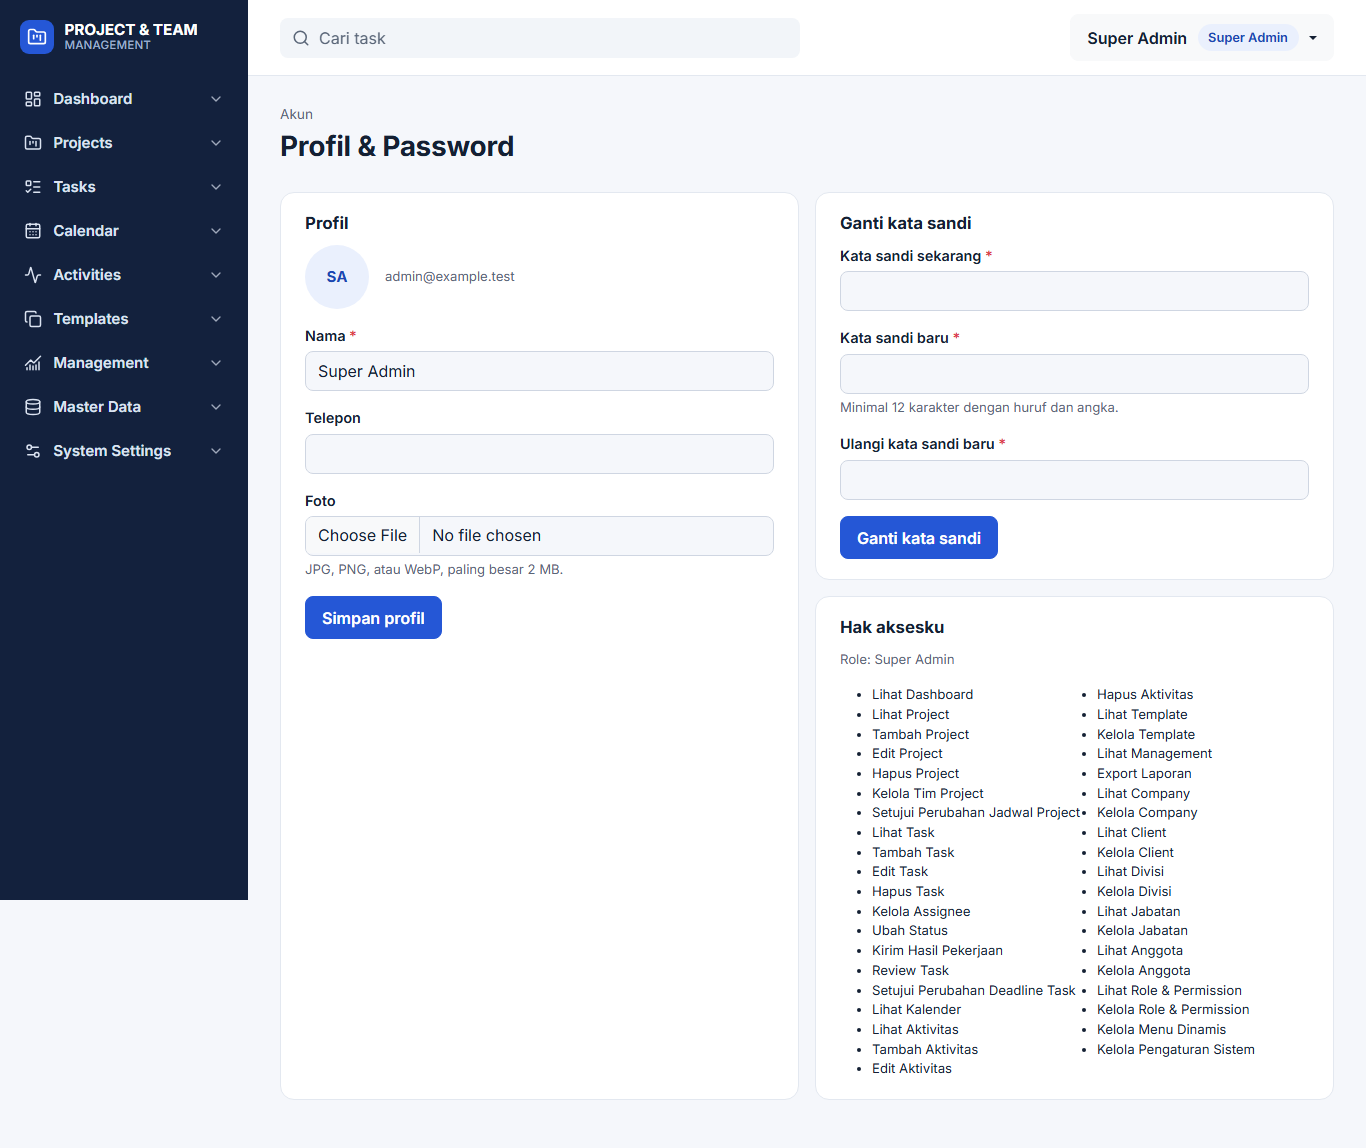 PROJECT & TEAM
MANAGEMENT
Dashboard
Projects
Tasks
Calendar
Activities
Templates
Management
Master Data
System Settings
Cari task
Super Admin
Super Admin
Akun
Profil & Password
Profil
SA
admin@example.test
Nama *
Super Admin
Telepon
Foto
Choose File
No file chosen
JPG, PNG, atau WebP, paling besar 2 MB.
Simpan profil
Ganti kata sandi
Kata sandi sekarang *
Kata sandi baru *
Minimal 12 karakter dengan huruf dan angka.
Ulangi kata sandi baru *
Ganti kata sandi
Hak aksesku
Role: Super Admin
Lihat Dashboard
Lihat Project
Tambah Project
Edit Project
Hapus Project
Kelola Tim Project
Setujui Perubahan Jadwal Project
Lihat Task
Tambah Task
Edit Task
Hapus Task
Kelola Assignee
Ubah Status
Kirim Hasil Pekerjaan
Review Task
Setujui Perubahan Deadline Task
Lihat Kalender
Lihat Aktivitas
Tambah Aktivitas
Edit Aktivitas
Hapus Aktivitas
Lihat Template
Kelola Template
Lihat Management
Export Laporan
Lihat Company
Kelola Company
Lihat Client
Kelola Client
Lihat Divisi
Kelola Divisi
Lihat Jabatan
Kelola Jabatan
Lihat Anggota
Kelola Anggota
Lihat Role & Permission
Kelola Role & Permission
Kelola Menu Dinamis
Kelola Pengaturan Sistem